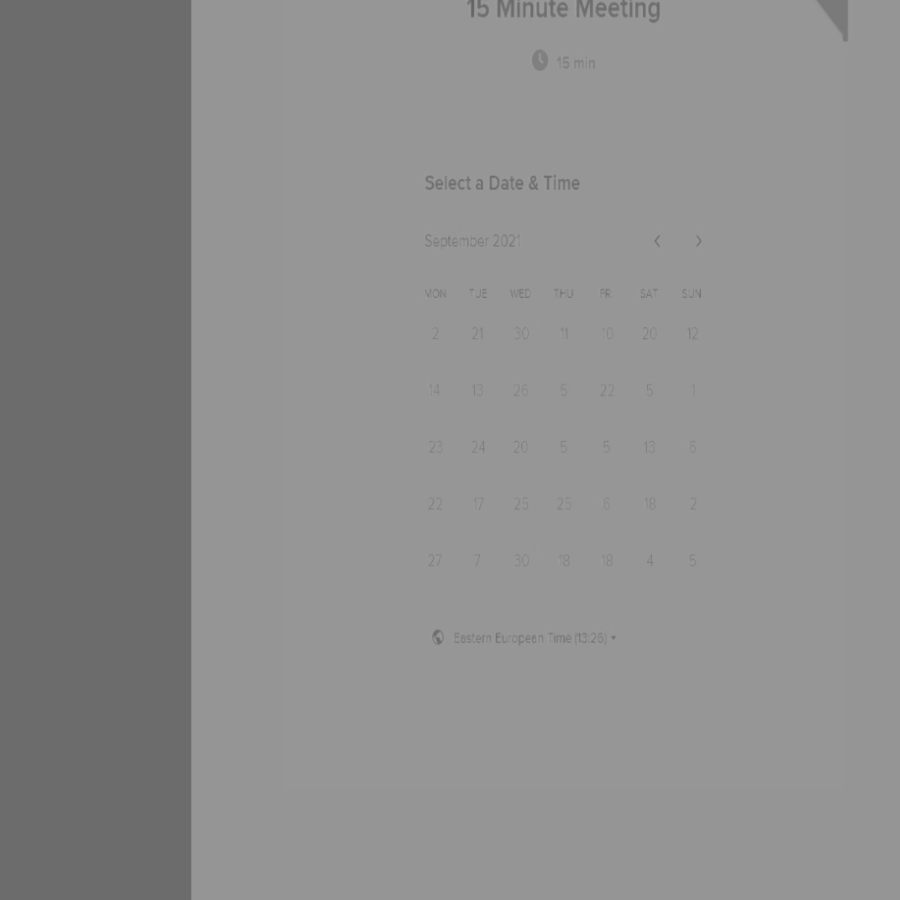 15 Minute Meeting
15 min
Select a Date & Time
September 2021
MON TUE WED THU FR SAT SUN
2 21 30 11 10 20 12
14 13 26 5 22 5 1
23 24 20 5 5 13 6
22 17 25 25 6 18 2
27 7 30 18 18 4 5
Eastern European Time (13:26)